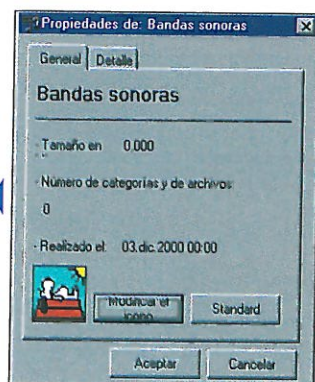 Propiedades de: Bandas sonoras
General Detalle
Bandas sonoras
- Tamaño en 0.000
- Número de categorías y de archivos:
0
- Realizado el: 03.dic.2000 00:00
Modificar el
icono
Standard
Aceptar Cancelar